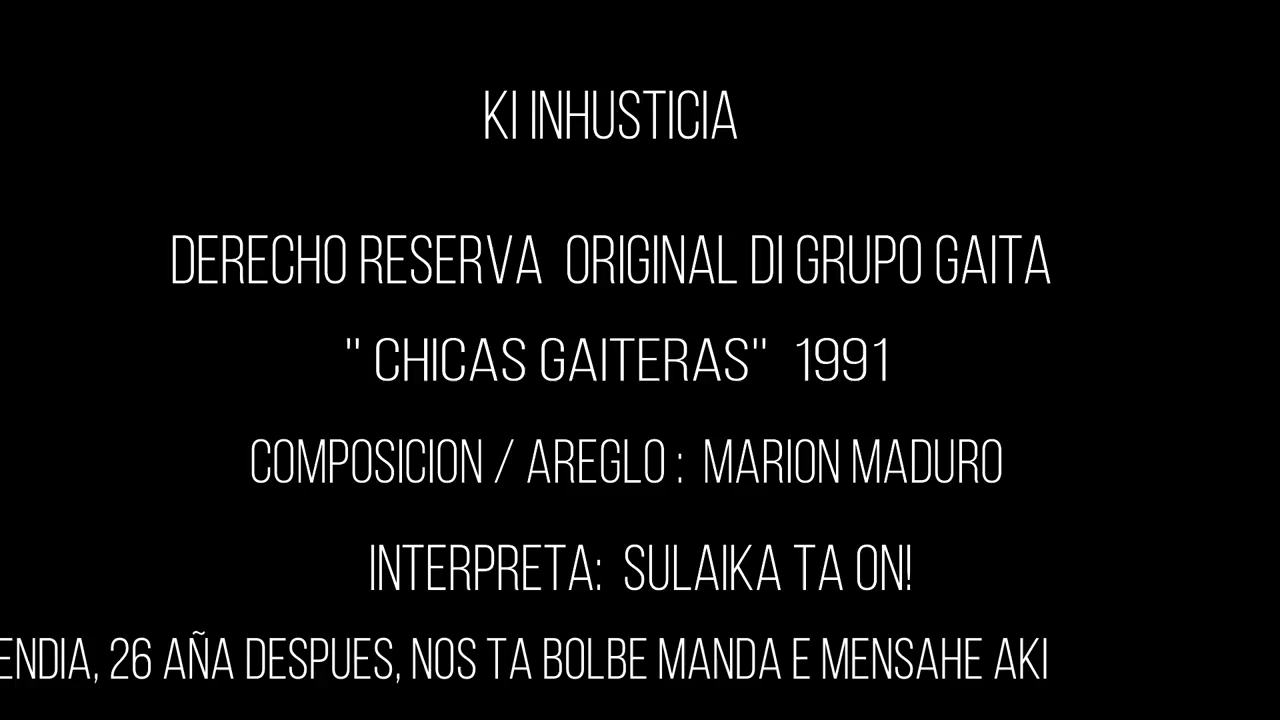 KI INHUSTICIA
DERECHO RESERVA ORIGINAL DI GRUPO GAITA
" CHICAS GAITERAS" 1991
COMPOSICION / AREGLO : MARION MADURO
INTERPRETA: SULAIKA TA ON!
26 AÑA DESPUES, NOS TA BOLBE MANDA E MENSAHE AKI